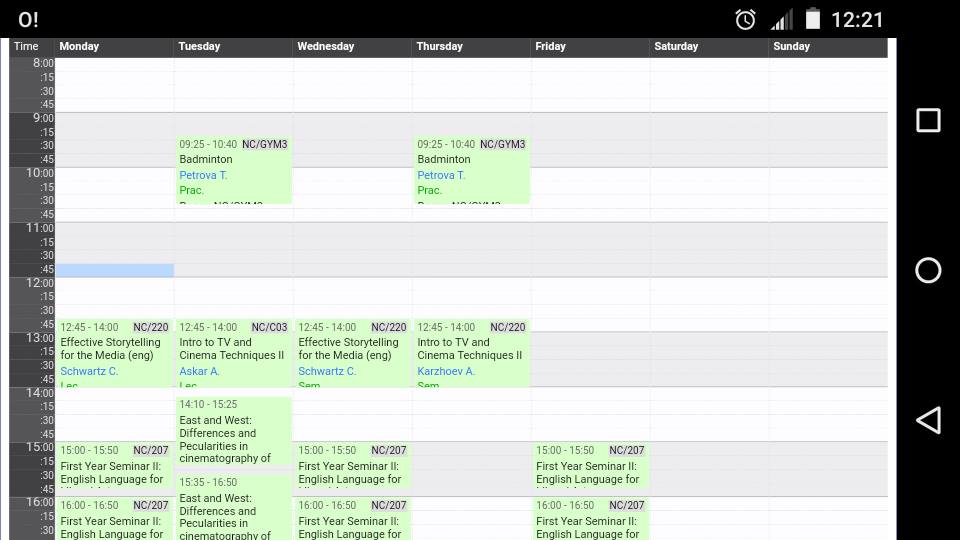 O! 12:21
Time Monday Tuesday Wednesday Thursday Friday Saturday Sunday
8:00
:15
:30
:45
9:00
:15
:30
:45
10:00
:15
:30
:45
11:00
:15
:30
:45
12:00
:15
:30
:45
13:00
:15
:30
:45
14:00
:15
:30
:45
15:00
:15
:30
:45
16:00
:15
:30
12:45 - 14:00 NC/220
Effective Storytelling
for the Media (eng)
Schwartz C.
Lec
15:00 - 15:50 NC/207
First Year Seminar II:
English Language for
16:00 - 16:50 NC/207
First Year Seminar II:
English Language for
09:25 - 10:40 NC/GYM3
Badminton
Petrova T.
Prac.
12:45 - 14:00 NC/C03
Intro to TV and
Cinema Techniques II
Askar A.
Lec
14:10 - 15:25
East and West:
Differences and
Pecularities in
cinematography of
15:35 - 16:50
East and West:
Differences and
Pecularities in
cinematography of
12:45 - 14:00 NC/220
Effective Storytelling
for the Media (eng)
Schwartz C.
Sem
15:00 - 15:50 NC/207
First Year Seminar II:
English Language for
16:00 - 16:50 NC/207
First Year Seminar II:
English Language for
09:25 - 10:40 NC/GYM3
Badminton
Petrova T.
Prac.
12:45 - 14:00 NC/220
Intro to TV and
Cinema Techniques II
Karzhoev A.
Sem
15:00 - 15:50 NC/207
First Year Seminar II:
English Language for
16:00 - 16:50 NC/207
First Year Seminar II:
English Language for